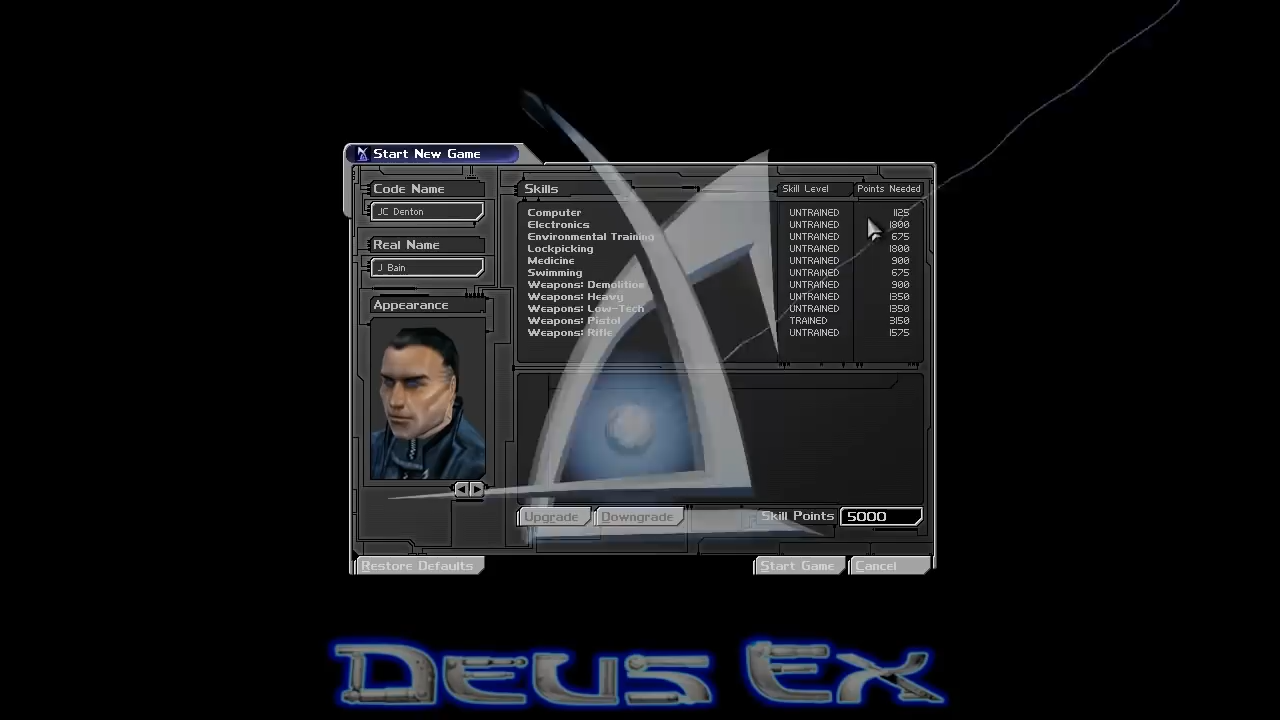 Start New Game
Code Name
JC Denton
Real Name
J Bain
Appearance
Skills Skill Level Points Needed
Computer UNTRAINED 1125
Electronics UNTRAINED 1800
Environmental Training UNTRAINED 675
Lockpicking UNTRAINED 1800
Medicine UNTRAINED 900
Swimming UNTRAINED 675
Weapons: Demolition UNTRAINED 900
Weapons: Heavy UNTRAINED 1350
Weapons: Low-Tech UNTRAINED 1350
Weapons: Pistol TRAINED 3150
Weapons: Rifle UNTRAINED 1575
Upgrade Downgrade Skill Points 5000
Restore Defaults Start Game Cancel
DEUS EX